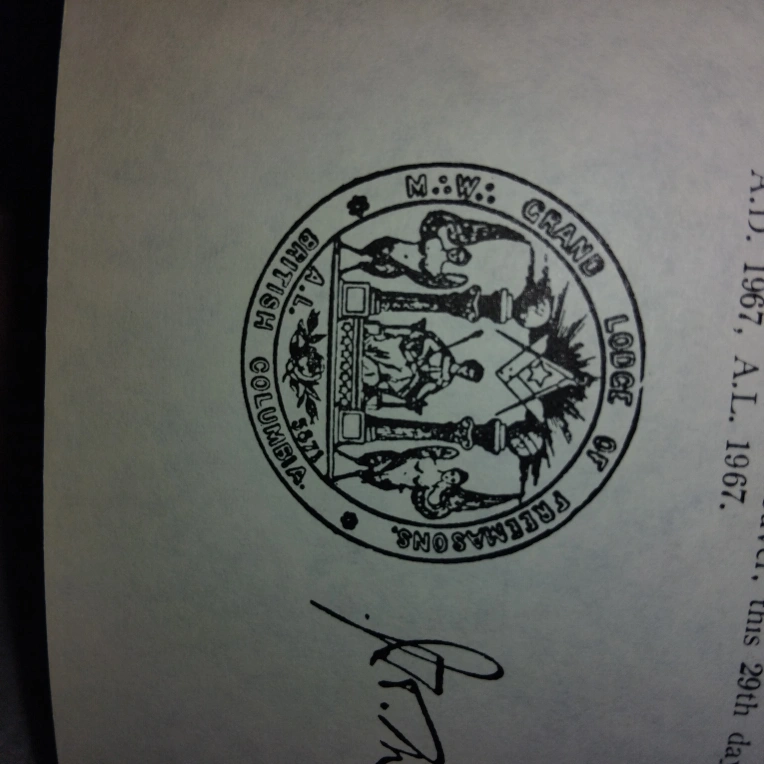 this 29th day
A.D. 1967, A.L. 1967.
M∴W∴ GRAND LODGE OF FREEMASONS.
A.L. 5871
BRITISH COLUMBIA.